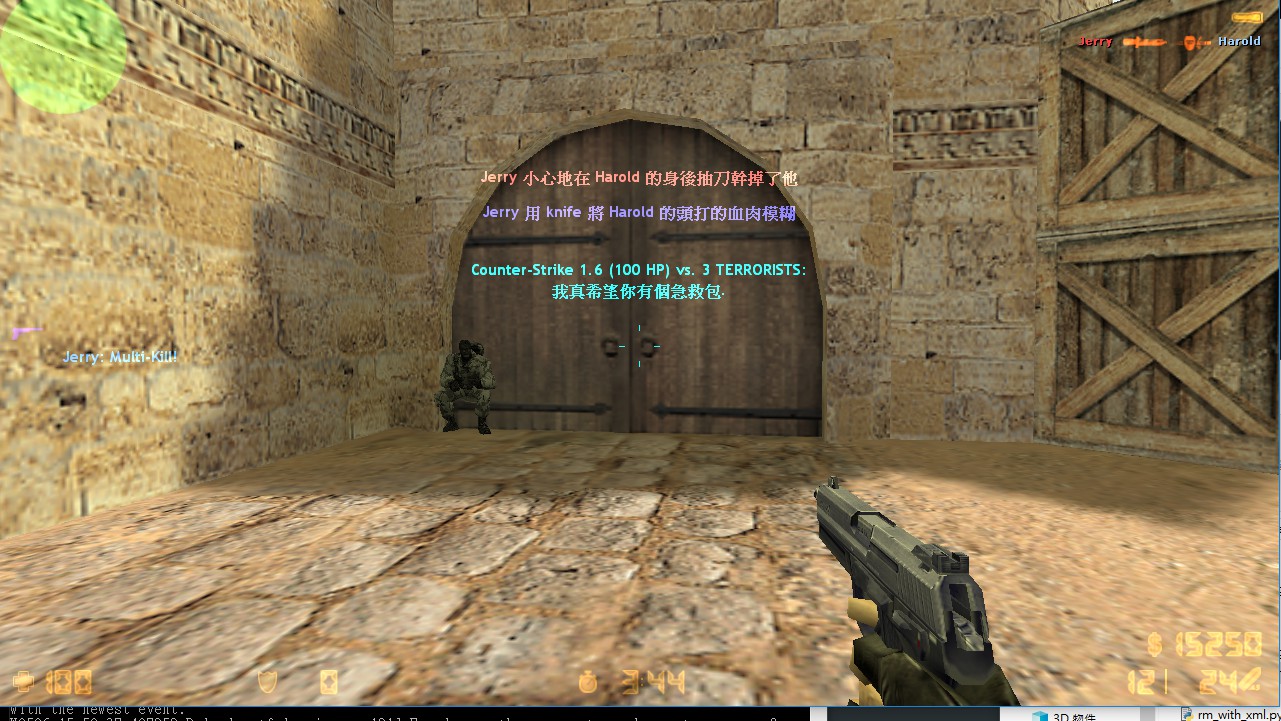 Jerry Harold
Jerry 小心地在 Harold 的身後抽刀幹掉了他
Jerry 用 knife 將 Harold 的頭打的血肉模糊
Counter-Strike 1.6 (100 HP) vs. 3 TERRORISTS:
我真希望你有個急救包.
Jerry: Multi-Kill!
$ 15250
100 0 3:44 12| 24
with the newest event.
3D 物件
rm_with_xml.py